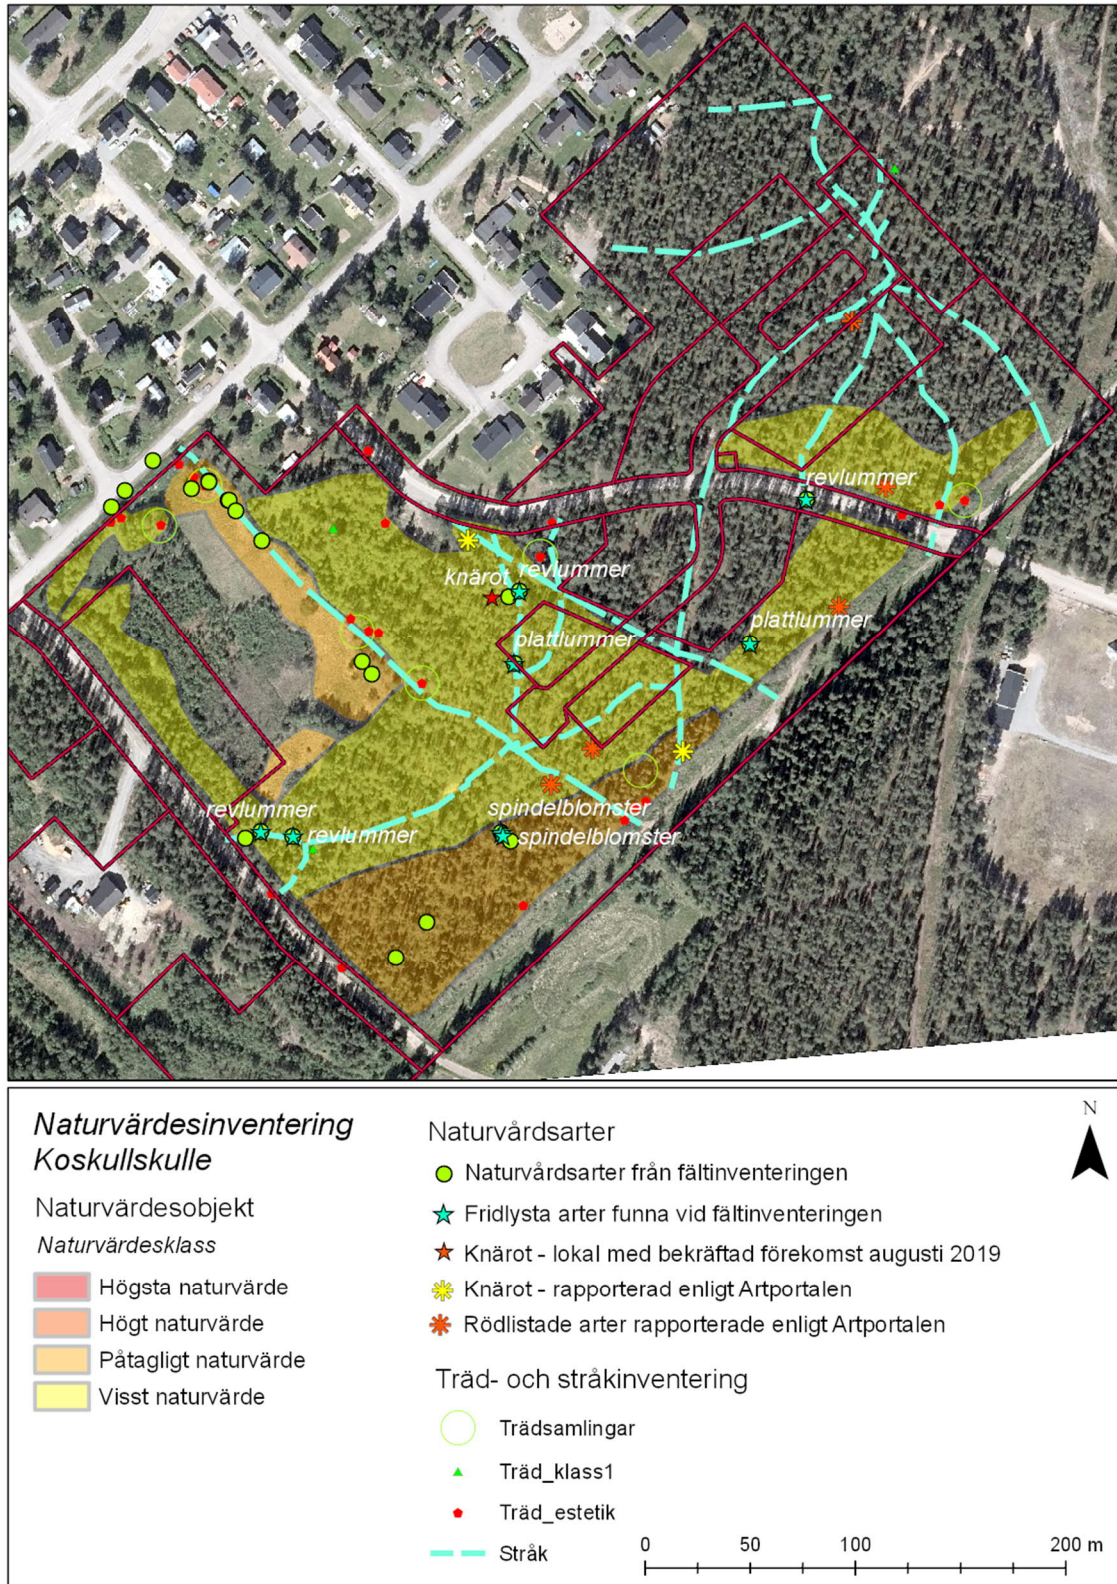 revlummer
revlummer
knärot
plattlummer
plattlummer
revlummer
revlummer
spindelblomster
spindelblomster
Naturvärdesinventering
Koskullskulle
Naturvärdesobjekt
Naturvärdesklass
Högsta naturvärde
Högt naturvärde
Påtagligt naturvärde
Visst naturvärde
Naturvårdsarter
Naturvårdsarter från fältinventeringen
Fridlysta arter funna vid fältinventeringen
Knärot - lokal med bekräftad förekomst augusti 2019
Knärot - rapporterad enligt Artportalen
Rödlistade arter rapporterade enligt Artportalen
Träd- och stråkinventering
Trädsamlingar
Träd_klass1
Träd_estetik
Stråk
N
0 50 100 200 m